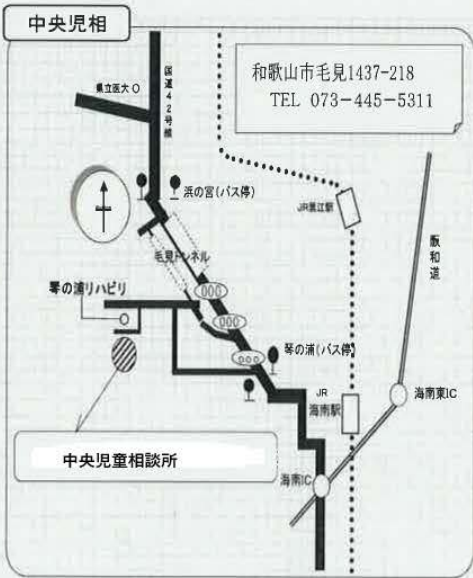 中央児相
和歌山市毛見1437-218
TEL 073-445-5311
国道42号線
県立医大
浜の宮(バス停)
JR黒江駅
毛見トンネル
阪和道
琴の浦リハビリ
琴の浦(バス停)
JR
海南駅
海南東IC
中央児童相談所
海南IC